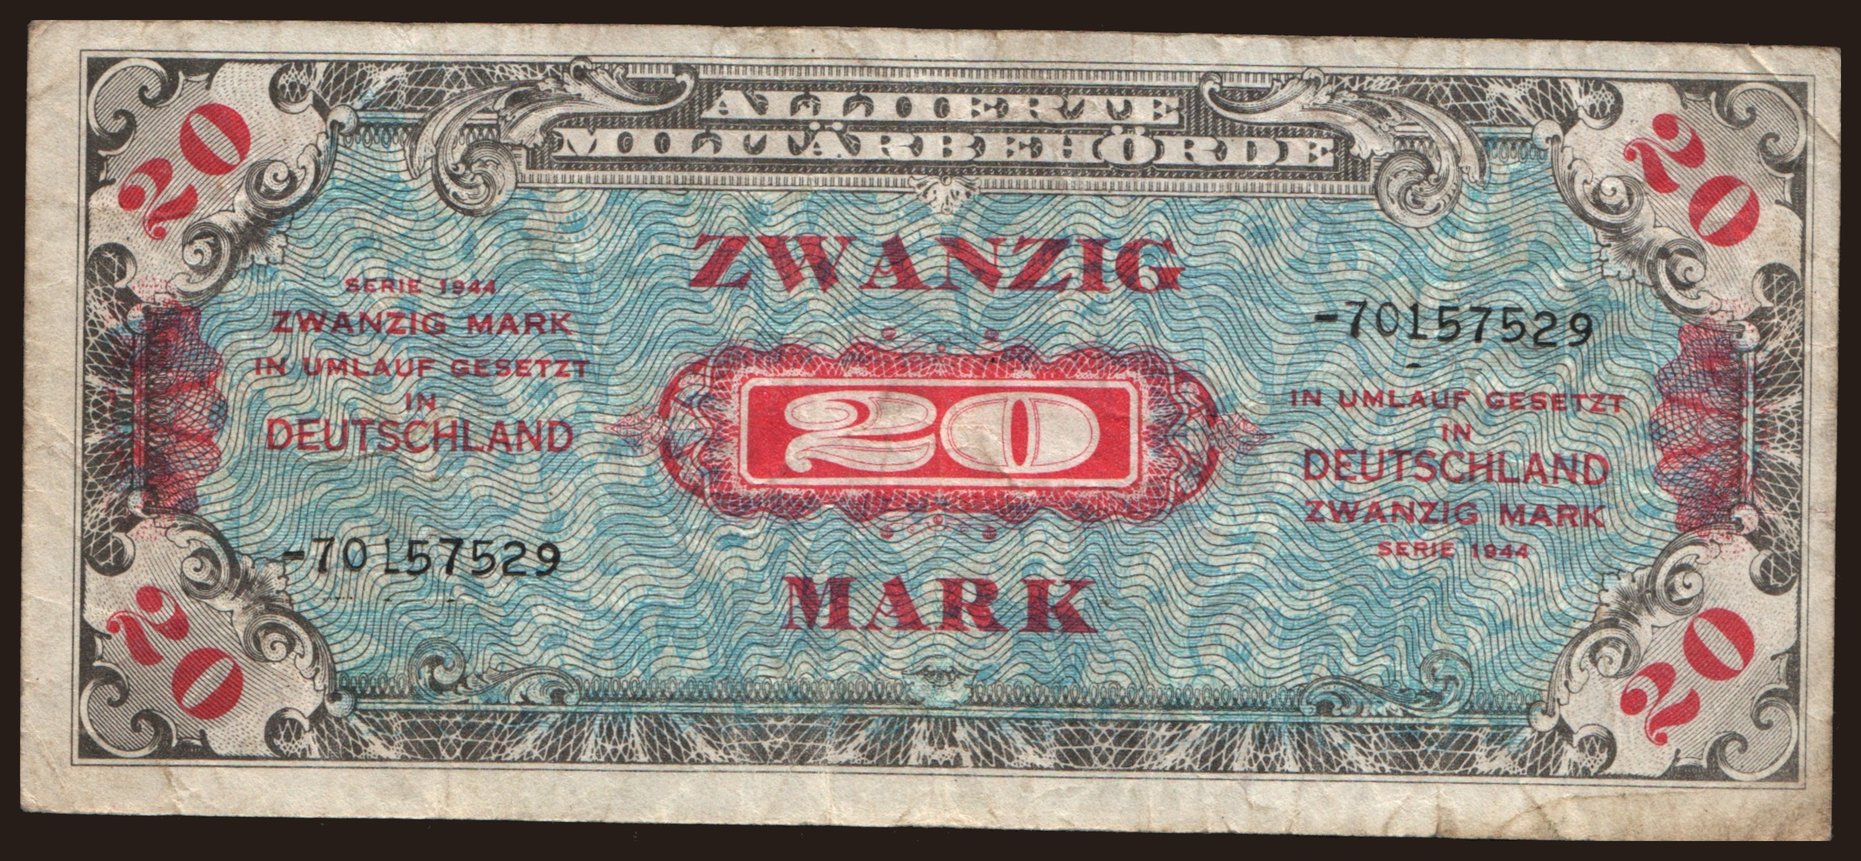 20
ALLIIERTE
MILITÄRBEHÖRDE
20
ZWANZIG
SERIE 1944
ZWANZIG MARK
IN UMLAUF GESETZT
IN
DEUTSCHLAND
-70157529
20
-70157529
IN UMLAUF GESETZT
IN
DEUTSCHLAND
ZWANZIG MARK
SERIE 1944
MARK
20
20